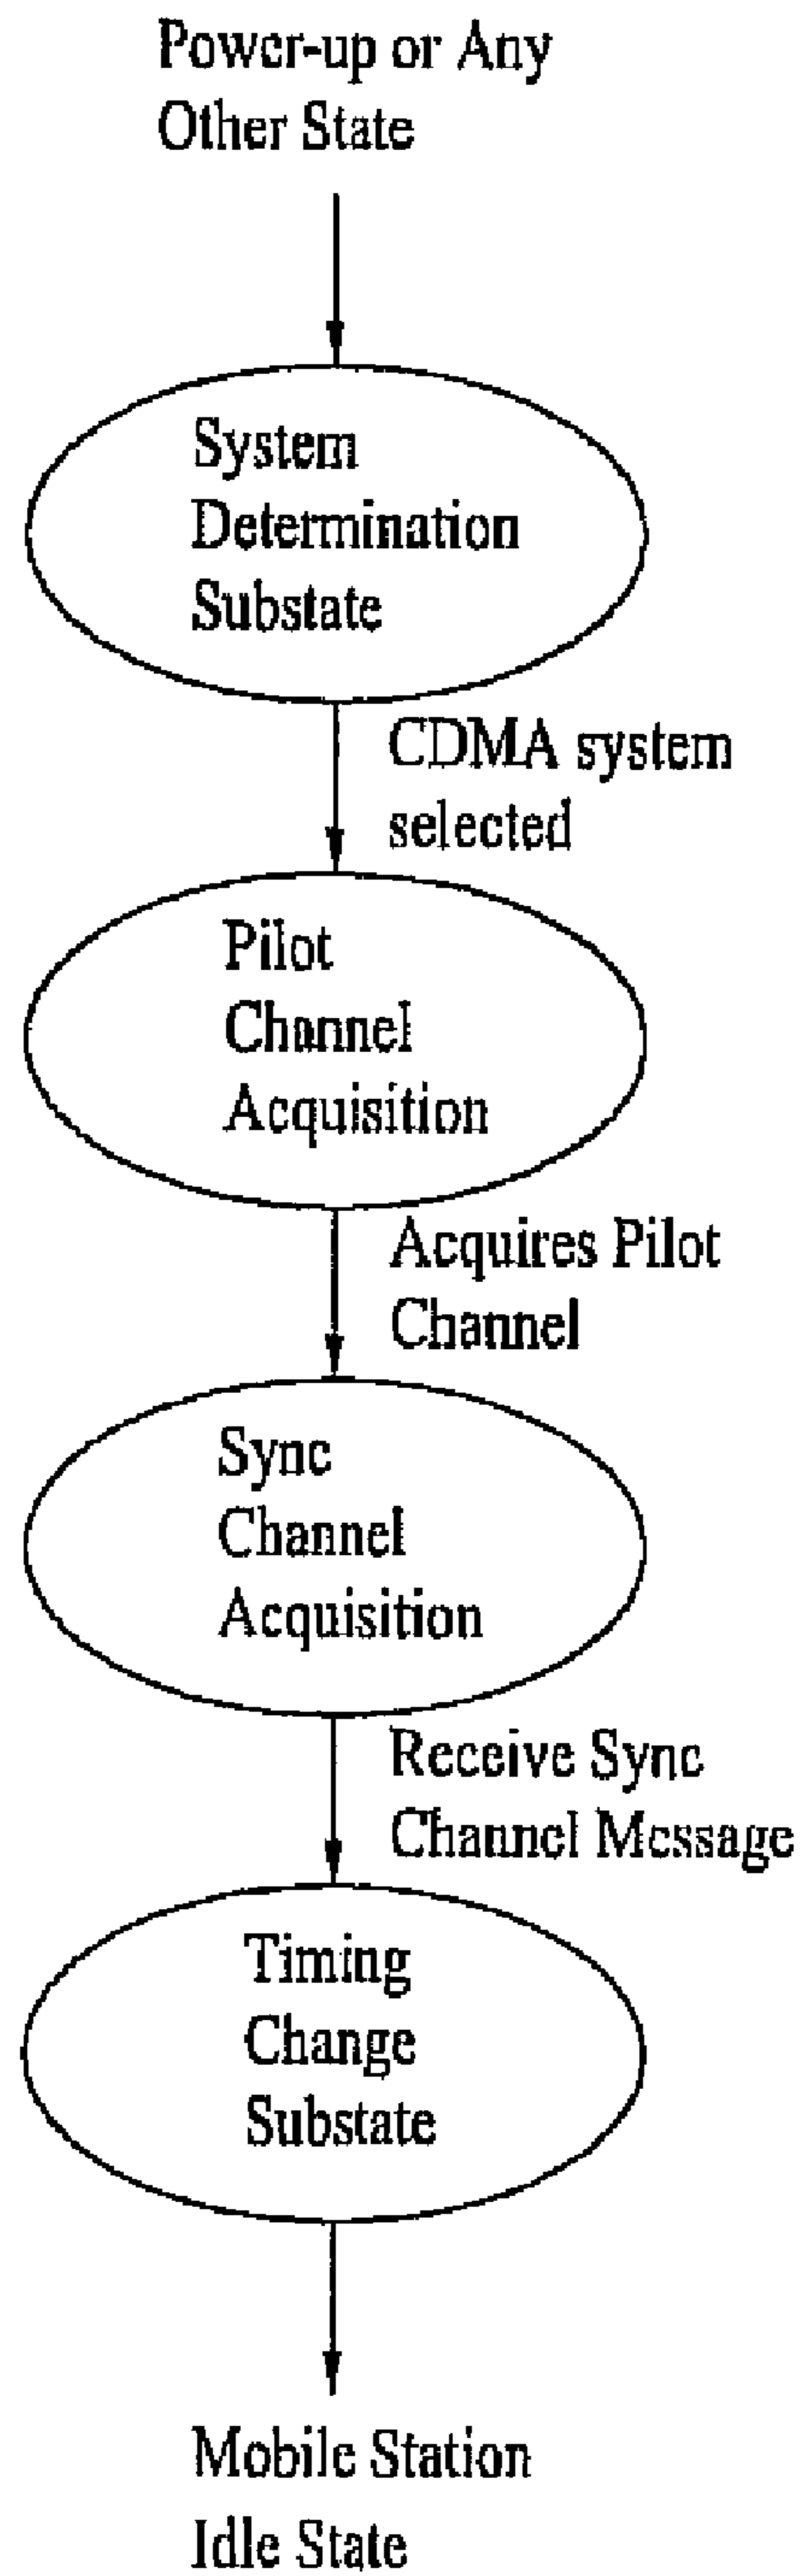 Power-up or Any
Other State
System
Determination
Substate
CDMA system
selected
Pilot
Channel
Acquisition
Acquires Pilot
Channel
Sync
Channel
Acquisition
Receive Sync
Channel Message
Timing
Change
Substate
Mobile Station
Idle State